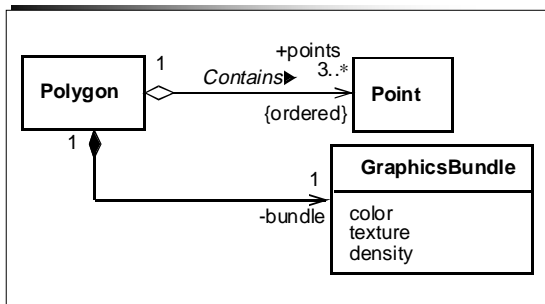 +points
1
Contains▶
3..*
Polygon
Point
{ordered}
1
1
GraphicsBundle
-bundle
color
texture
density